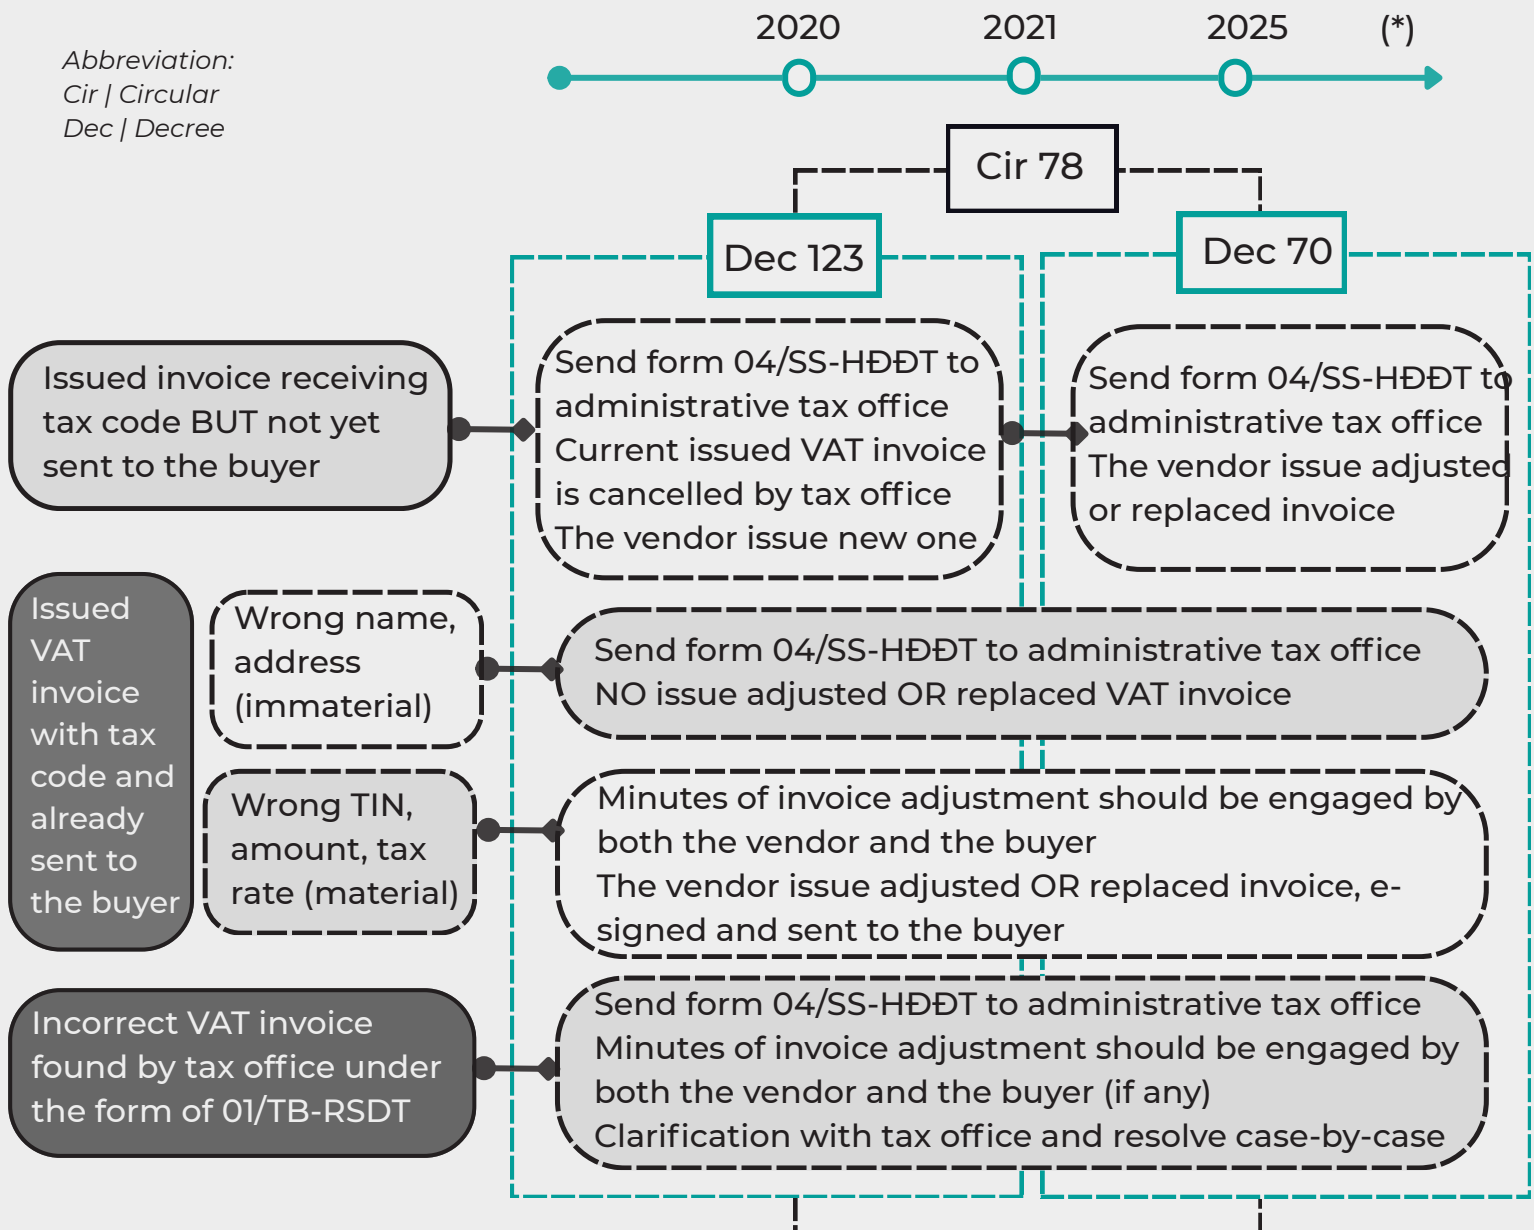 2020 2021 2025 (*)
Abbreviation:
Cir | Circular
Dec | Decree
Cir 78
Dec 123
Dec 70
Issued invoice receiving
tax code BUT not yet
sent to the buyer
Send form 04/SS-HĐĐT to
administrative tax office
Current issued VAT invoice
is cancelled by tax office
The vendor issue new one
Send form 04/SS-HĐĐT to
administrative tax office
The vendor issue adjusted
or replaced invoice
Issued
VAT
invoice
with tax
code and
already
sent to
the buyer
Wrong name,
address
(immaterial)
Send form 04/SS-HĐĐT to administrative tax office
NO issue adjusted OR replaced VAT invoice
Wrong TIN,
amount, tax
rate (material)
Minutes of invoice adjustment should be engaged by
both the vendor and the buyer
The vendor issue adjusted OR replaced invoice, e-
signed and sent to the buyer
Incorrect VAT invoice
found by tax office under
the form of 01/TB-RSDT
Send form 04/SS-HĐĐT to administrative tax office
Minutes of invoice adjustment should be engaged by
both the vendor and the buyer (if any)
Clarification with tax office and resolve case-by-case